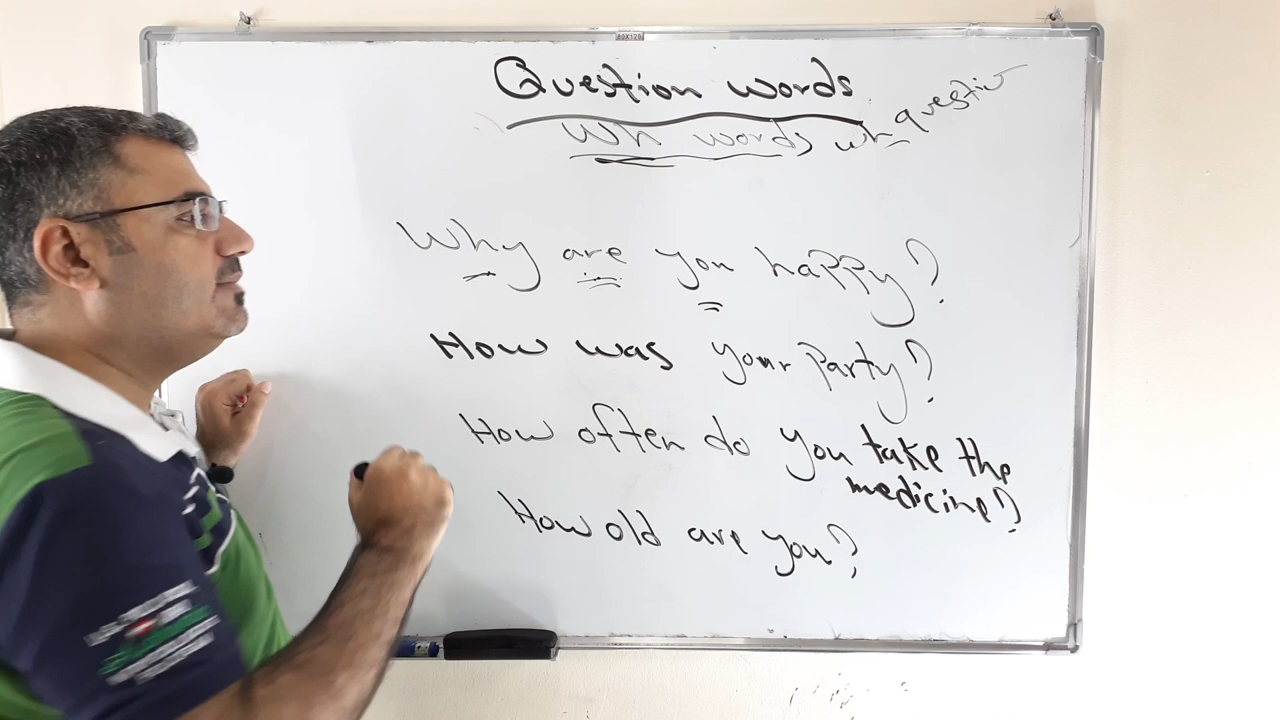 80X120
Question words
Wh words wh question
Why are you happy?
How was your Party?
How often do you take the
medicine?
How old are you?